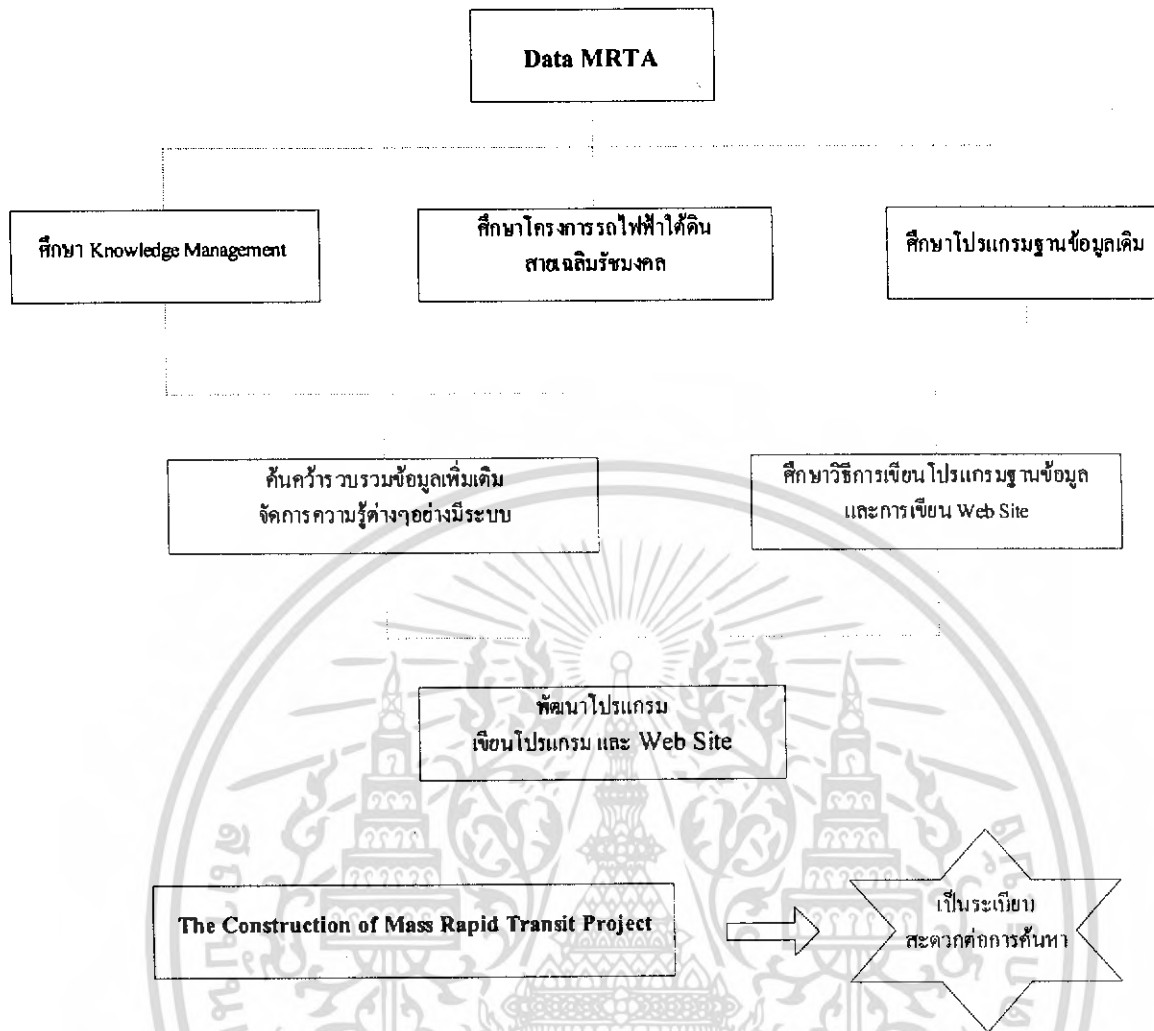 Data MRTA
ศึกษา Knowledge Management
ศึกษาโครงการรถไฟฟ้าใต้ดิน
สายเฉลิมรัชมงคล
ศึกษาโปรแกรมฐานข้อมูลเดิม
ค้นคว้ารวบรวมข้อมูลเพิ่มเติม
จัดการความรู้ต่างๆอย่างมีระบบ
ศึกษาวิธีการเขียนโปรแกรมฐานข้อมูล
และการเขียน Web Site
พัฒนาโปรแกรม
เขียนโปรแกรม และ Web Site
The Construction of Mass Rapid Transit Project
เป็นระเบียบ
สะดวกต่อการค้นหา